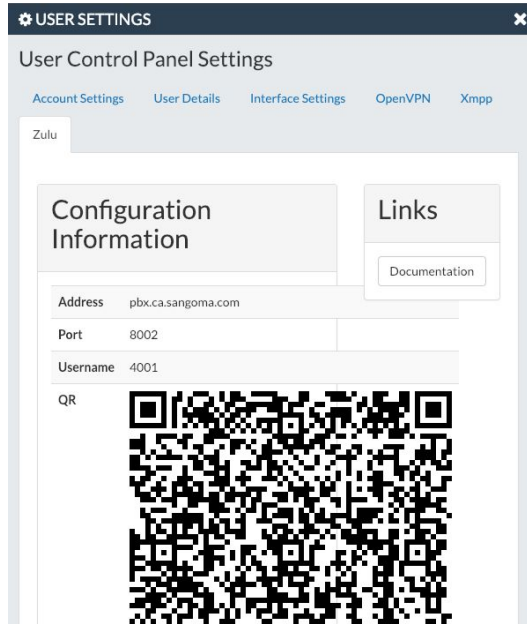 USER SETTINGS
User Control Panel Settings
Account Settings User Details Interface Settings OpenVPN Xmpp
Zulu
Configuration
Information
Links
Documentation
Address pbx.ca.sangoma.com
Port 8002
Username 4001
QR